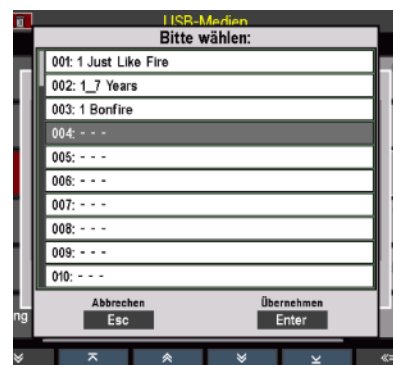 USB-Medien
Bitte wählen:
001: 1 Just Like Fire
002: 1_7 Years
003: 1 Bonfire
004: - - -
005: - - -
006: - - -
007: - - -
008: - - -
009: - - -
010: - - -
Abbrechen Übernehmen
Esc Enter
ng